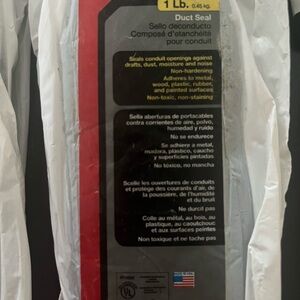 1 LB. 0.45 kg.
Duct Seal
Sello deconducto
Composé d'etanchéité
pour conduit
Seals conduit openings against
drafts, dust, moisture and noise
Non-hardening
Adheres to metal,
wood, plastic, rubber,
and painted surfaces
Non-toxic, non-staining
Sella aberturas de portacables
contra corrientes de aire, polvo,
humedad y ruido
No se endurece
Se adhiere a metal,
madera, plastico, caucho
y superficies pintadas
No tóxico, no mancha
Scelle les ouvertures de conduits
et protège des courants d'air, de
la poussière, de l'humidité
et du bruit
Ne durcit pas
Colle au métal, au bois, au
plastique, au caoutchouc
et aux surfaces peintes
Non toxique et ne tache pas
UL